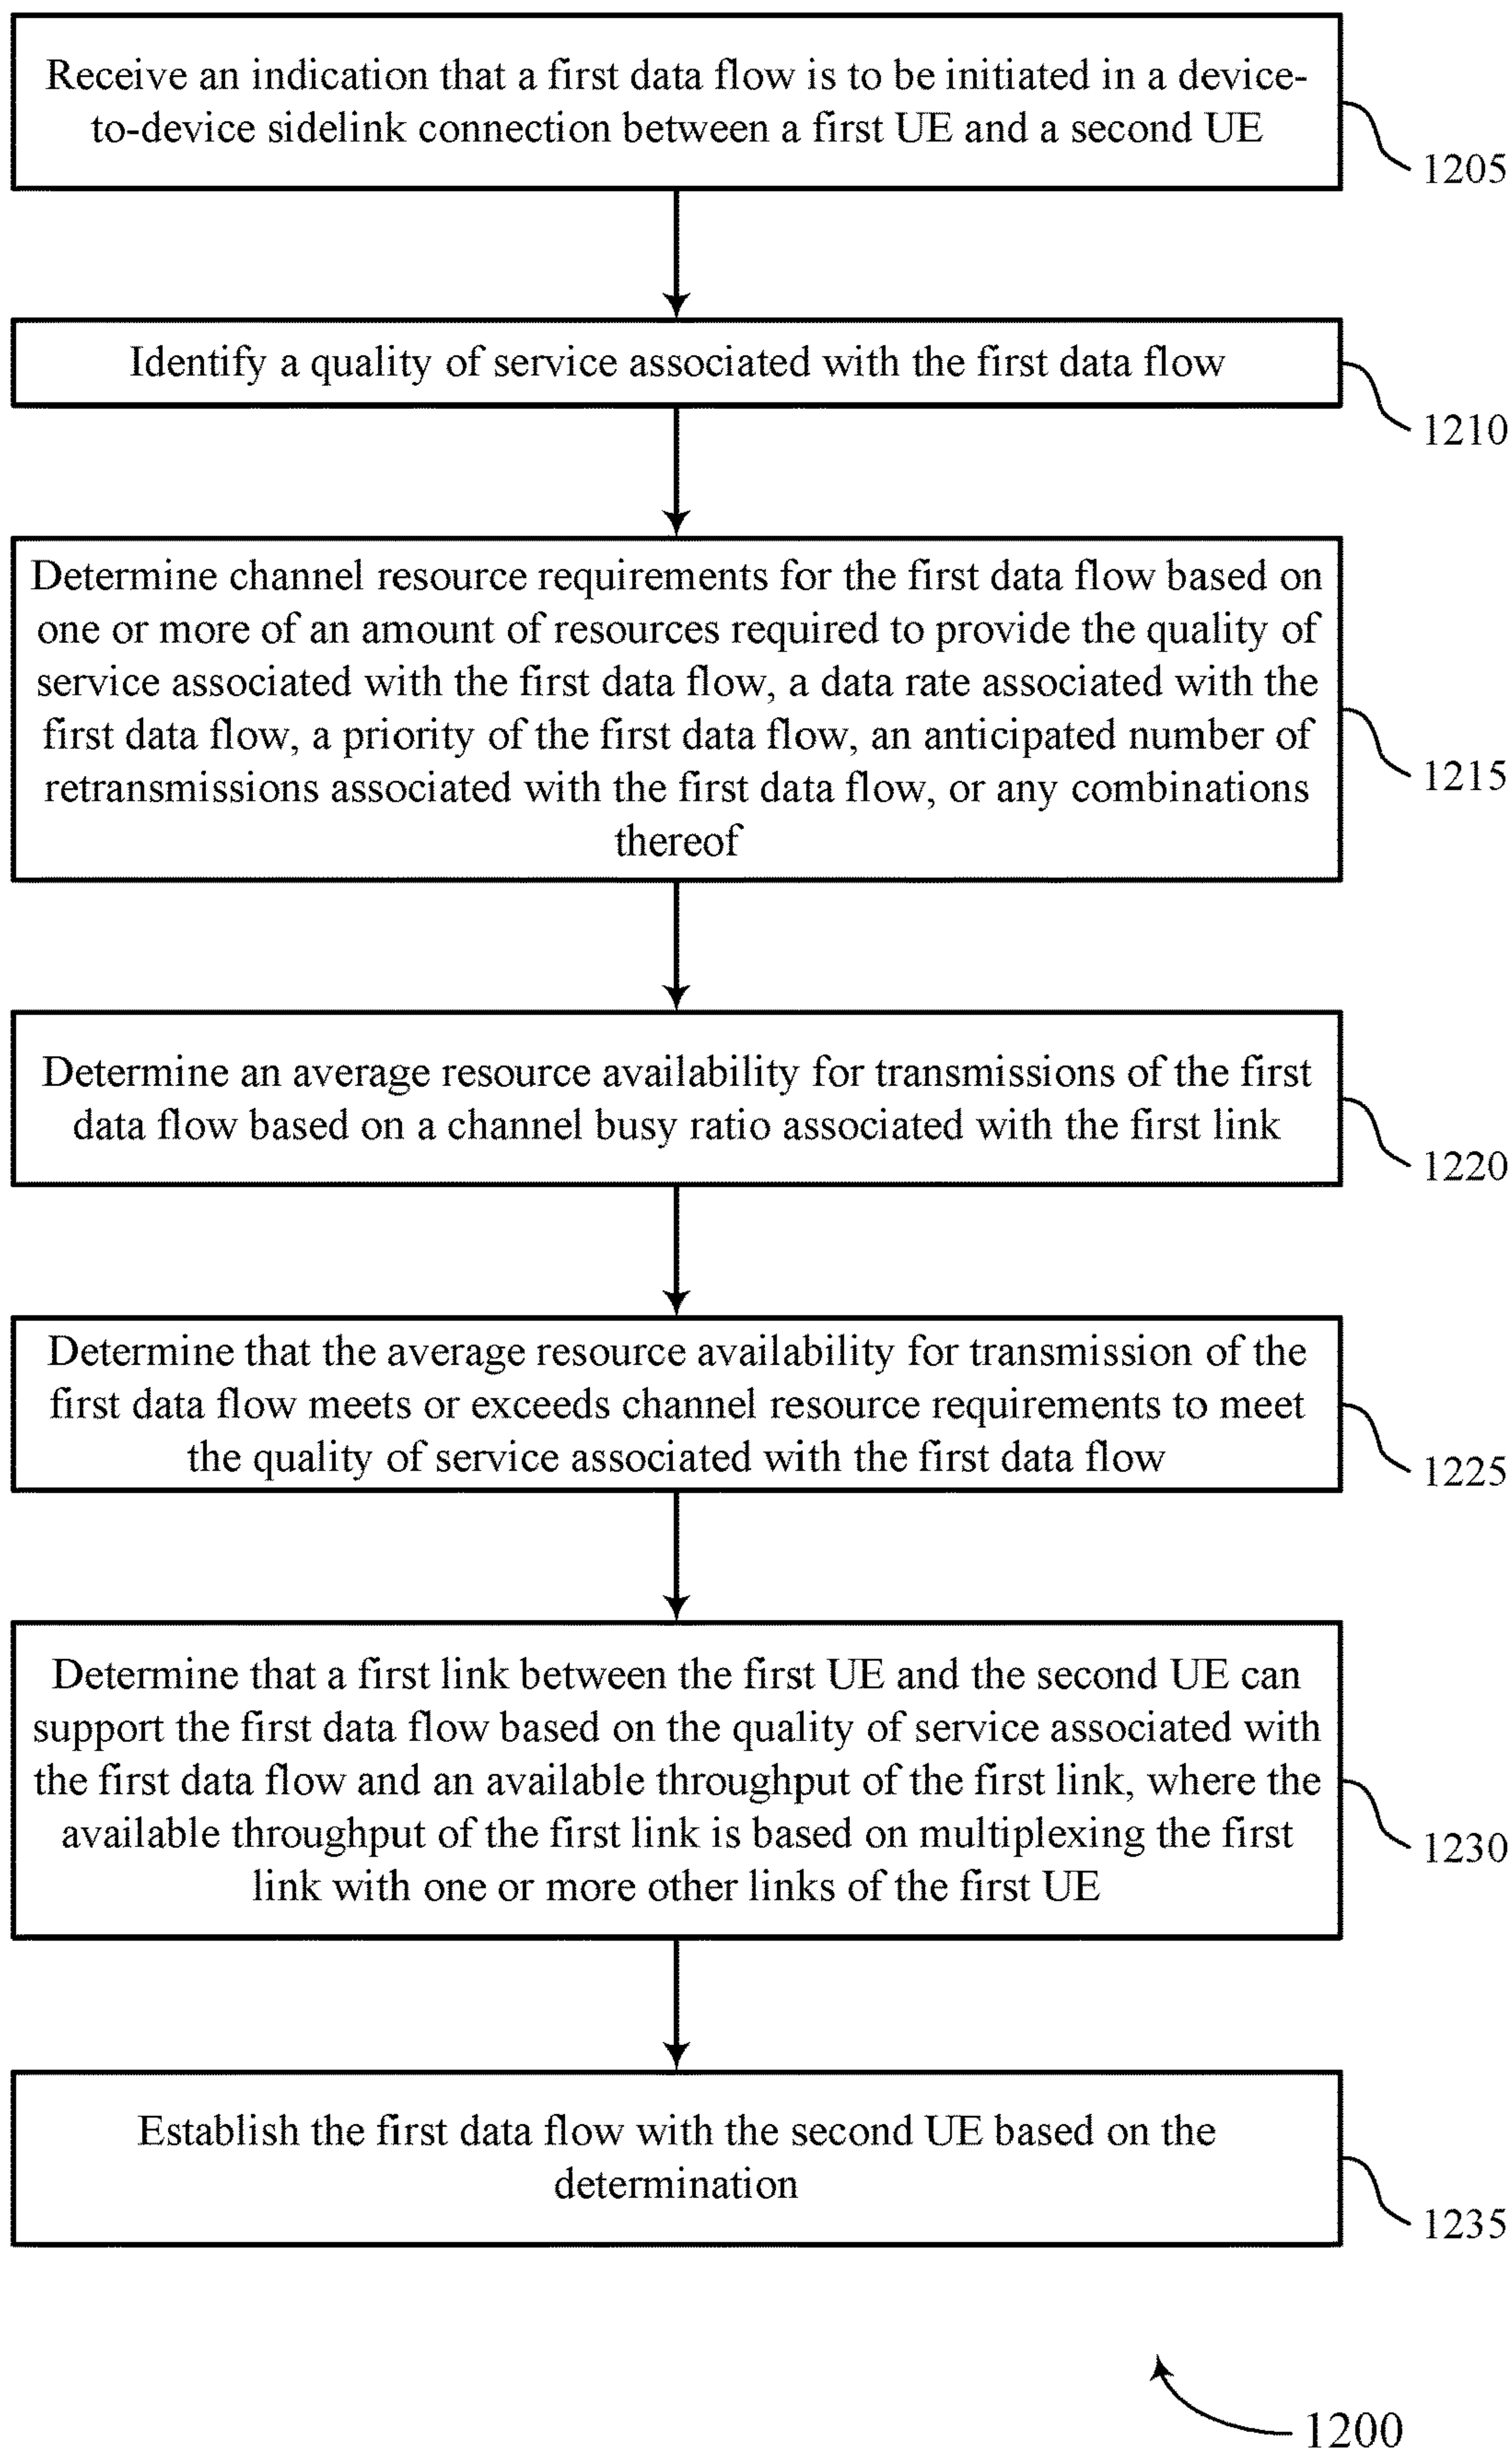 Receive an indication that a first data flow is to be initiated in a device-
to-device sidelink connection between a first UE and a second UE
1205
Identify a quality of service associated with the first data flow
1210
Determine channel resource requirements for the first data flow based on
one or more of an amount of resources required to provide the quality of
service associated with the first data flow, a data rate associated with the
first data flow, a priority of the first data flow, an anticipated number of
retransmissions associated with the first data flow, or any combinations
thereof
1215
Determine an average resource availability for transmissions of the first
data flow based on a channel busy ratio associated with the first link
1220
Determine that the average resource availability for transmission of the
first data flow meets or exceeds channel resource requirements to meet
the quality of service associated with the first data flow
1225
Determine that a first link between the first UE and the second UE can
support the first data flow based on the quality of service associated with
the first data flow and an available throughput of the first link, where the
available throughput of the first link is based on multiplexing the first
link with one or more other links of the first UE
1230
Establish the first data flow with the second UE based on the
determination
1235
1200